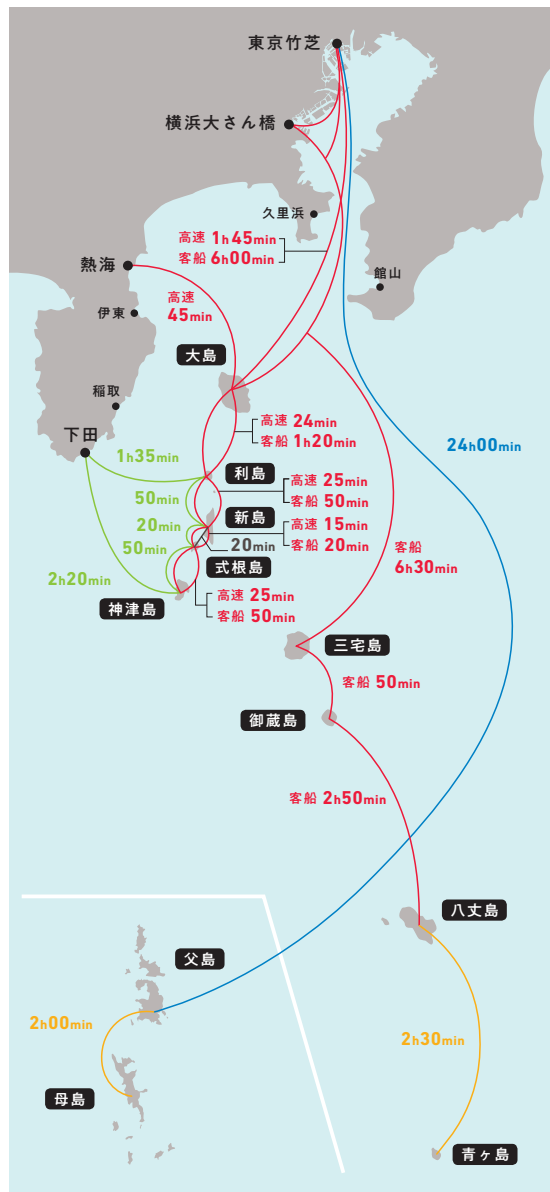 東京竹芝
横浜大さん橋
久里浜
高速 1h45min
客船 6h00min
熱海
館山
高速
45min
伊東
大島
稲取
高速 24min
客船 1h20min
下田
24h00min
1h35min
利島
高速 25min
客船 50min
50min
新島
高速 15min
客船 20min
20min
20min
50min
客船
6h30min
式根島
2h20min
神津島
高速 25min
客船 50min
三宅島
客船 50min
御蔵島
客船 2h50min
八丈島
父島
2h00min
2h30min
母島
青ヶ島